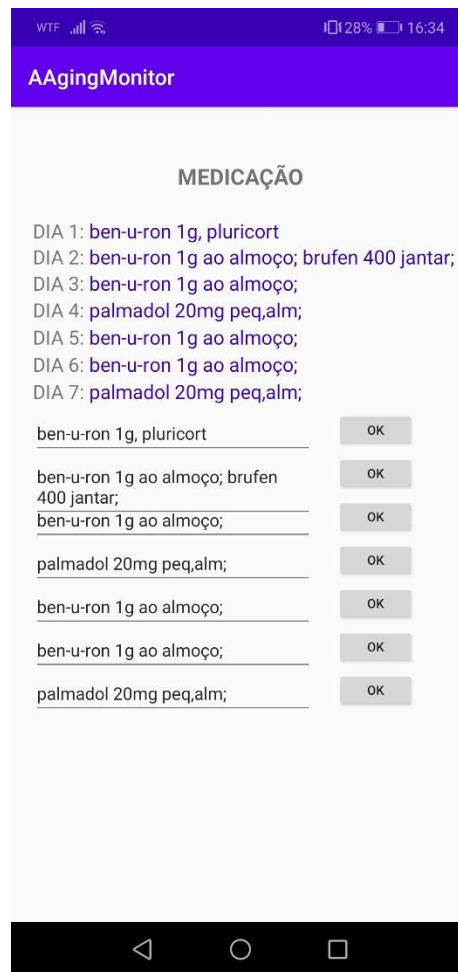 WTF 28% 16:34
AAgingMonitor
MEDICAÇÃO
DIA 1: ben-u-ron 1g, pluricort
DIA 2: ben-u-ron 1g ao almoço; brufen 400 jantar;
DIA 3: ben-u-ron 1g ao almoço;
DIA 4: palmadol 20mg peq,alm;
DIA 5: ben-u-ron 1g ao almoço;
DIA 6: ben-u-ron 1g ao almoço;
DIA 7: palmadol 20mg peq,alm;
ben-u-ron 1g, pluricort OK
ben-u-ron 1g ao almoço; brufen OK
400 jantar;
ben-u-ron 1g ao almoço; OK
palmadol 20mg peq,alm; OK
ben-u-ron 1g ao almoço; OK
ben-u-ron 1g ao almoço; OK
palmadol 20mg peq,alm; OK